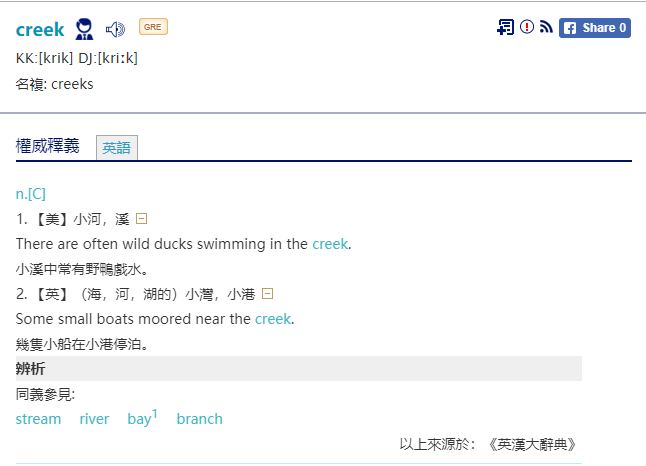 creek GRE Share 0
KK:[krik] DJ:[kriːk]
名複: creeks
權威釋義 英語
n.[C]
1. 【美】小河，溪
There are often wild ducks swimming in the creek.
小溪中常有野鴨戲水。
2. 【英】（海，河，湖的）小灣，小港
Some small boats moored near the creek.
幾隻小船在小港停泊。
辨析
同義參見:
stream river bay1 branch
以上來源於：《英漢大辭典》